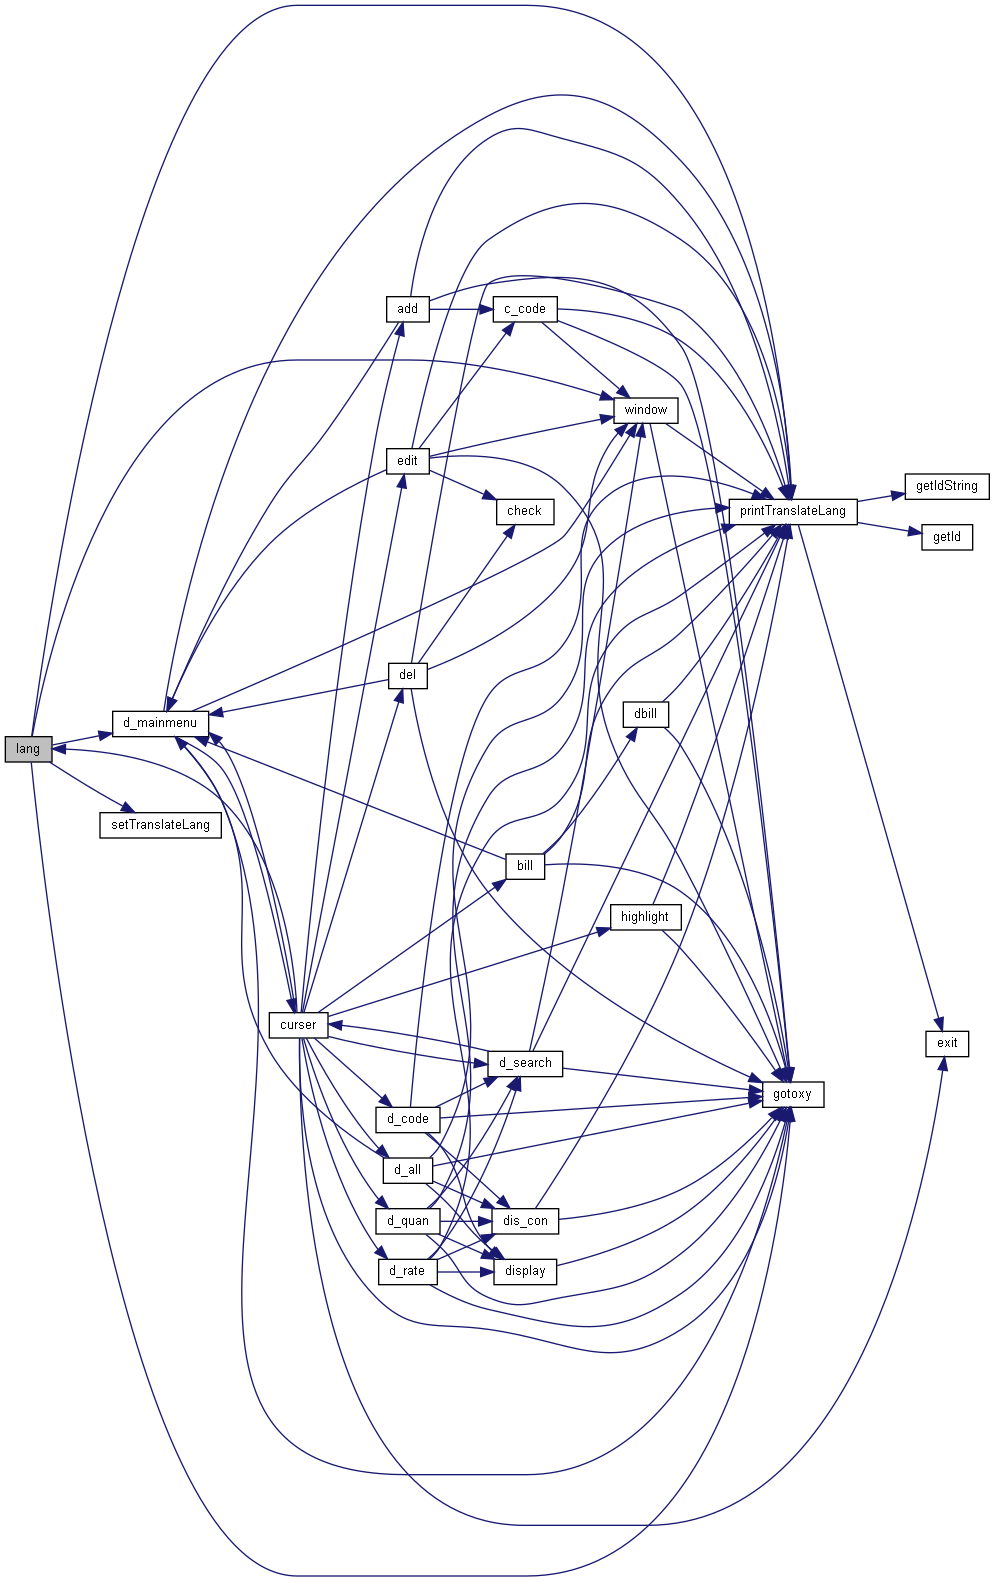 add
c_code
window
edit
getIdString
check
printTranslateLang
getId
del
dbill
d_mainmenu
lang
setTranslateLang
bill
highlight
curser
exit
d_search
gotoxy
d_code
d_all
d_quan
dis_con
d_rate
display